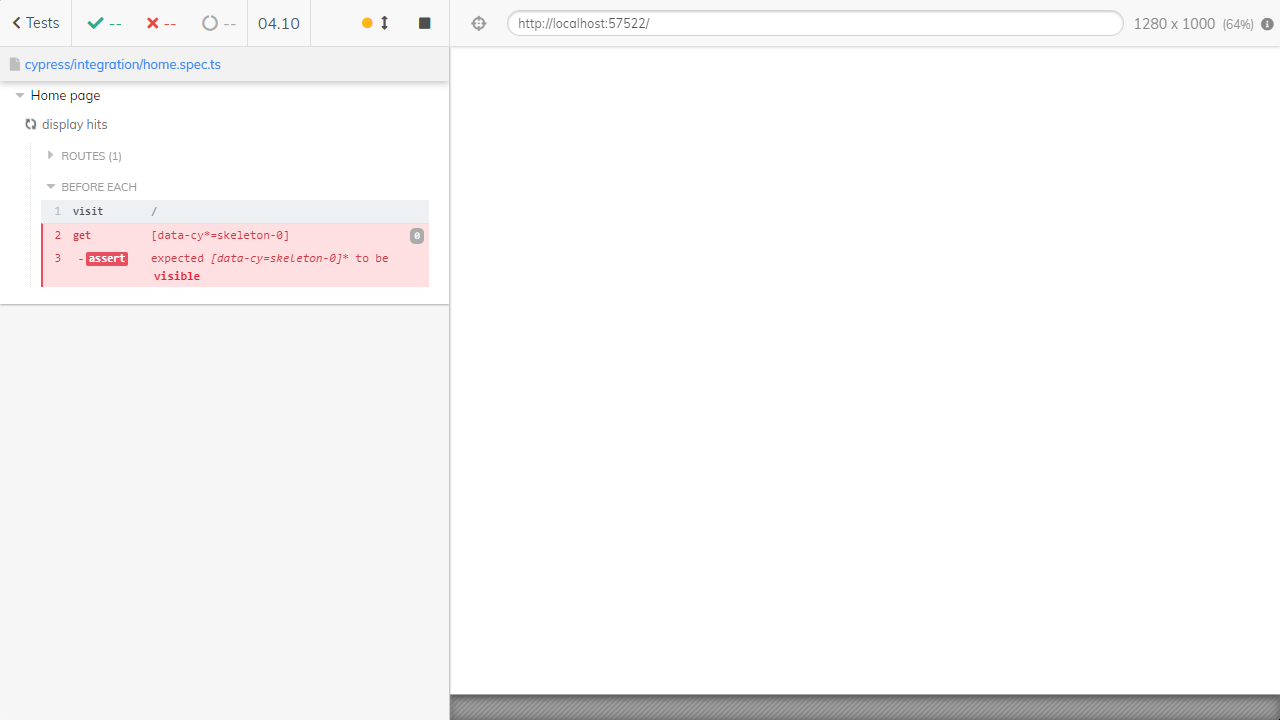 Tests -- -- -- 04.10
http://localhost:57522/ 1280 x 1000 (64%)
cypress/integration/home.spec.ts
Home page
display hits
ROUTES (1)
BEFORE EACH
1 visit /
2 get [data-cy*=skeleton-0] 0
3 -assert expected [data-cy=skeleton-0]* to be
visible